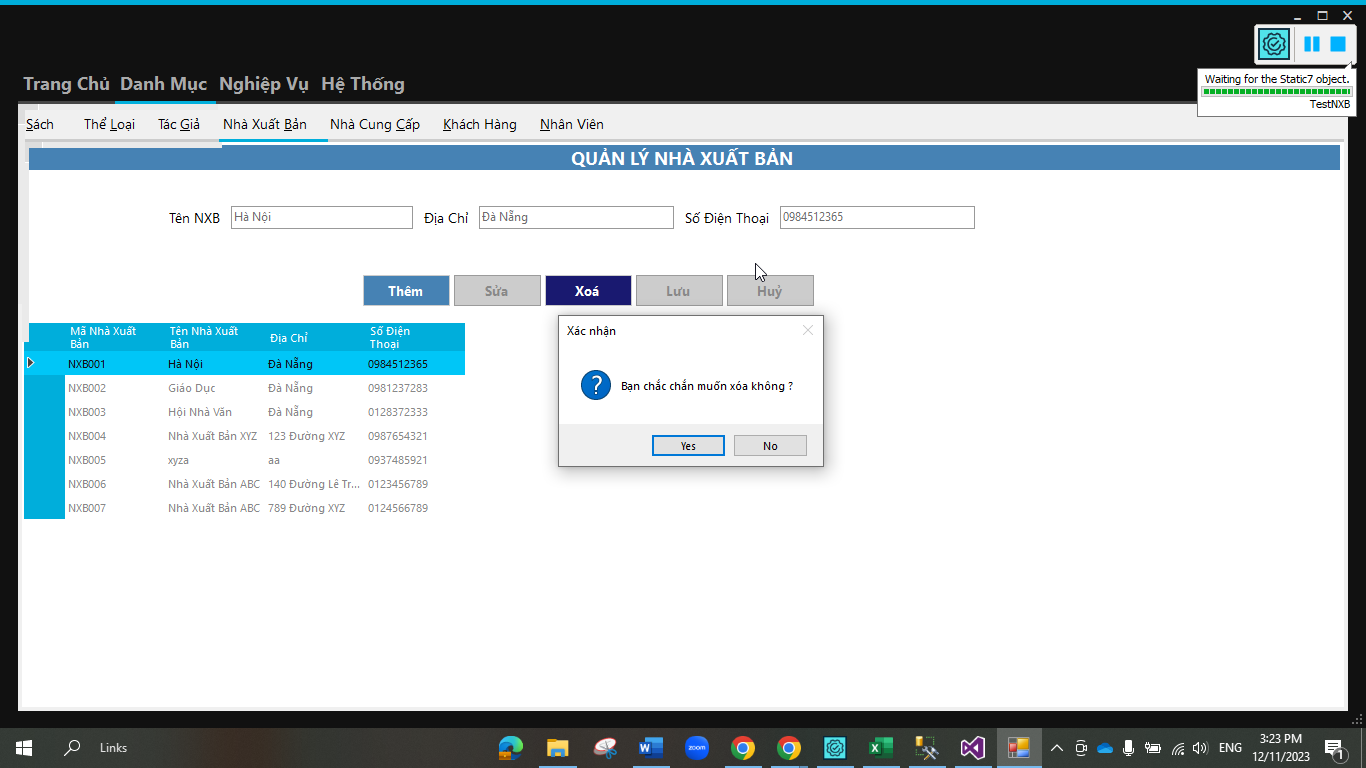 Waiting for the Static7 object.
TestNXB
Trang Chủ Danh Mục Nghiệp Vụ Hệ Thống
Sách Thể Loại Tác Giả Nhà Xuất Bản Nhà Cung Cấp Khách Hàng Nhân Viên
QUẢN LÝ NHÀ XUẤT BẢN
Tên NXB Hà Nội Địa Chỉ Đà Nẵng Số Điện Thoại 0984512365
Thêm Sửa Xoá Lưu Huỷ
Mã Nhà Xuất Bản Tên Nhà Xuất Bản Địa Chỉ Số Điện Thoại
NXB001 Hà Nội Đà Nẵng 0984512365
NXB002 Giáo Dục Đà Nẵng 0981237283
NXB003 Hội Nhà Văn Đà Nẵng 0128372333
NXB004 Nhà Xuất Bản XYZ 123 Đường XYZ 0987654321
NXB005 xyza aa 0937485921
NXB006 Nhà Xuất Bản ABC 140 Đường Lê Tr... 0123456789
NXB007 Nhà Xuất Bản ABC 789 Đường XYZ 0124566789
Xác nhận
Bạn chắc chắn muốn xóa không ?
Yes No
Links
zoom
ENG
3:23 PM
12/11/2023
1